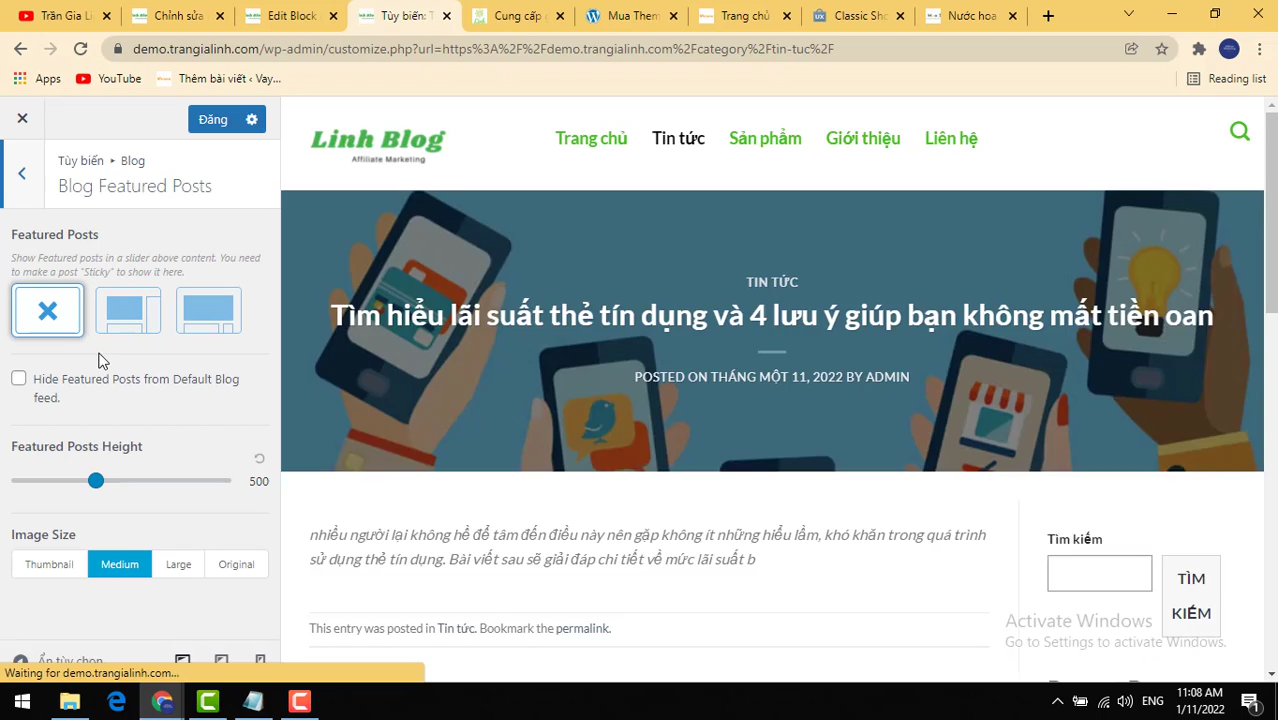 Tần Gia Li
Chỉnh sửa
Edit Block
Tùy biến: T
Cung cấp
Mua Them
Trang chủ
Classic Sho
Nước hoa
demo.trangialinh.com/wp-admin/customize.php?url=https%3A%2F%2Fdemo.trangialinh.com%2Fcategory%2Ftin-tuc%2F
Apps
YouTube
Thêm bài viết ‹ Vay...
Reading list
Đăng
Tùy biến ▸ Blog
Blog Featured Posts
Featured Posts
Show Featured posts in a slider above content. You need
to make a post "Sticky" to show it here.
Hide Featured Posts from Default Blog
feed.
Featured Posts Height
500
Image Size
Thumbnail
Medium
Large
Original
Ẩn tùy chọn
Waiting for demo.trangialinh.com...
Linh Blog
Affiliate Marketing
Trang chủ
Tin tức
Sản phẩm
Giới thiệu
Liên hệ
TIN TỨC
Tìm hiểu lãi suất thẻ tín dụng và 4 lưu ý giúp bạn không mất tiền oan
POSTED ON THÁNG MỘT 11, 2022 BY ADMIN
nhiều người lại không hề để tâm đến điều này nên gặp không ít những hiểu lầm, khó khăn trong quá trình
sử dụng thẻ tín dụng. Bài viết sau sẽ giải đáp chi tiết về mức lãi suất b
This entry was posted in Tin tức. Bookmark the permalink.
Tìm kiếm
TÌM
KIẾM
Activate Windows
Go to Settings to activate Windows.
ENG
11:08 AM
1/11/2022